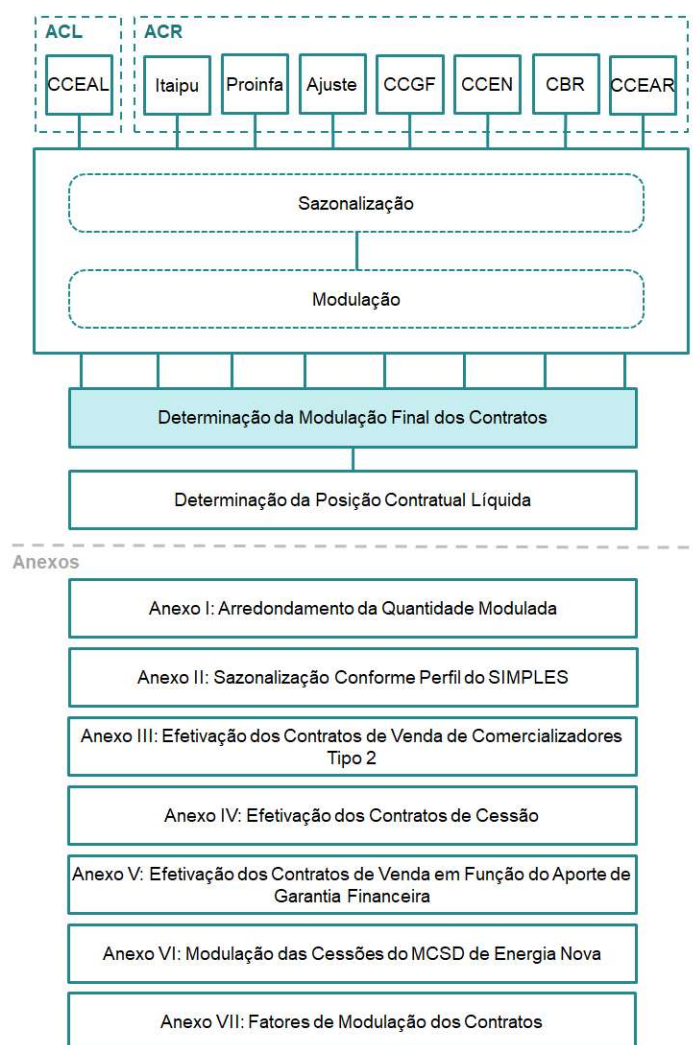 ACL
ACR
CCEAL
Itaipu
Proinfa
Ajuste
CCGF
CCEN
CBR
CCEAR
Sazonalização
Modulação
Determinação da Modulação Final dos Contratos
Determinação da Posição Contratual Líquida
Anexos
Anexo I: Arredondamento da Quantidade Modulada
Anexo II: Sazonalização Conforme Perfil do SIMPLES
Anexo III: Efetivação dos Contratos de Venda de Comercializadores
Tipo 2
Anexo IV: Efetivação dos Contratos de Cessão
Anexo V: Efetivação dos Contratos de Venda em Função do Aporte de
Garantia Financeira
Anexo VI: Modulação das Cessões do MCSD de Energia Nova
Anexo VII: Fatores de Modulação dos Contratos